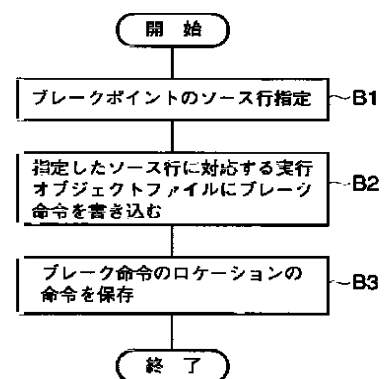 開 始
ブレークポイントのソース行指定
B1
指定したソース行に対応する実行
オブジェクトファイルにブレーク
命令を書き込む
B2
ブレーク命令のロケーションの
命令を保存
B3
終 了